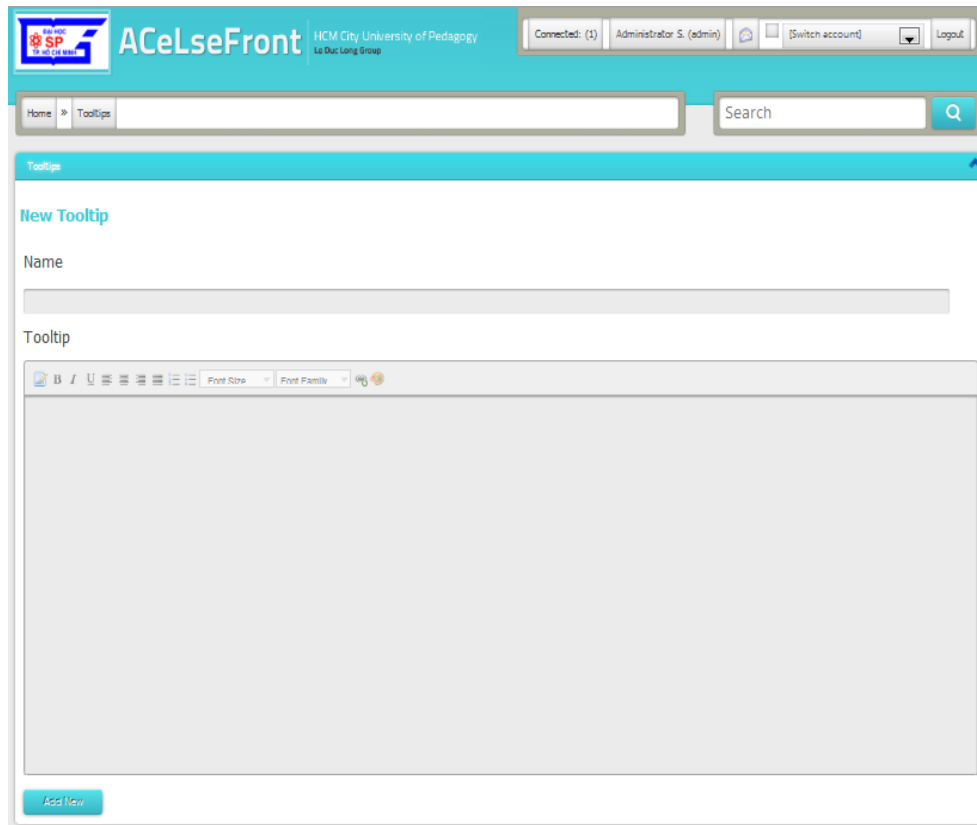 ĐẠI HỌC
SP
TP. HỒ CHÍ MINH
ACeLseFront
HCM City University of Pedagogy
Le Duc Long Group
Connected: (1)
Administrator S. (admin)
[Switch account]
Logout
Home » Tooltips
Search
Tooltips
New Tooltip
Name
Tooltip
B I U
Font Size
Font Family
Add New